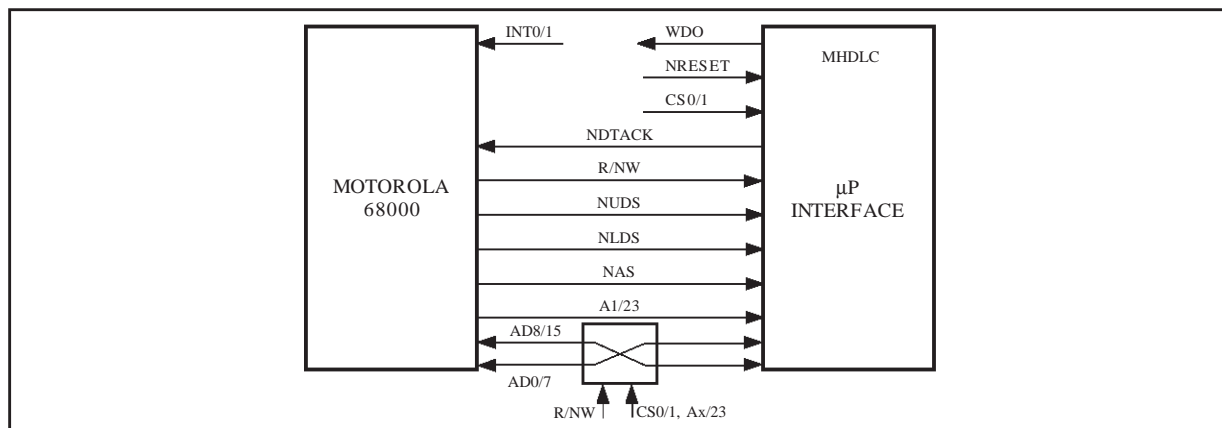 INT0/1
WDO
MHDLC
NRESET
CS0/1
NDTACK
R/NW
MOTOROLA
68000
µP
INTERFACE
NUDS
NLDS
NAS
A1/23
AD8/15
AD0/7
R/NW
CS0/1, Ax/23